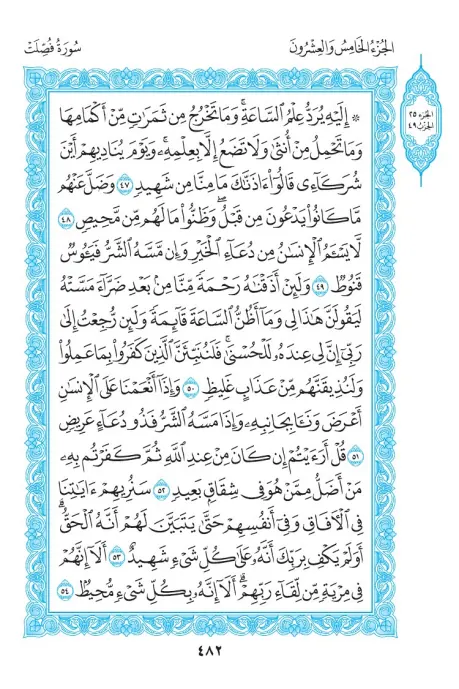 سُورَةُ فُصِّلَتْ
الجُزْءُ الخَامِسُ وَالعِشْرُونَ
الجزء ٢٥
الحزب ٤٩
* إِلَيْهِ يُرَدُّ عِلْمُ ٱلسَّاعَةِۚ وَمَا تَخْرُجُ مِن ثَمَرَٰتٍ مِّنْ أَكْمَامِهَا
وَمَا تَحْمِلُ مِنْ أُنثَىٰ وَلَا تَضَعُ إِلَّا بِعِلْمِهِۦۚ وَيَوْمَ يُنَادِيهِمْ أَيْنَ
شُرَكَآءِى قَالُوٓاْ ءَاذَنَّٰكَ مَامِنَّا مِن شَهِيدٍ ٤٧ وَضَلَّ عَنْهُم
مَّا كَانُواْ يَدْعُونَ مِن قَبْلُۖ وَظَنُّواْ مَا لَهُم مِّن مَّحِيصٍ ٤٨
لَّا يَسْـَٔمُ ٱلْإِنسَٰنُ مِن دُعَآءِ ٱلْخَيْرِ وَإِن مَّسَّهُ ٱلشَّرُّ فَيَـُٔوسٌ
قَنُوطٌ ٤٩ وَلَئِنْ أَذَقْنَٰهُ رَحْمَةً مِّنَّا مِنۢ بَعْدِ ضَرَّآءَ مَسَّتْهُ
لَيَقُولَنَّ هَٰذَا لِى وَمَآ أَظُنُّ ٱلسَّاعَةَ قَآئِمَةً وَلَئِن رُّجِعْتُ إِلَىٰ
رَبِّىٓ إِنَّ لِى عِندَهُۥ لَلْحُسْنَىٰۚ فَلَنُنَبِّئَنَّ ٱلَّذِينَ كَفَرُواْ بِمَا عَمِلُواْ
وَلَنُذِيقَنَّهُم مِّنْ عَذَابٍ غَلِيظٍ ٥٠ وَإِذَآ أَنْعَمْنَا عَلَى ٱلْإِنسَٰنِ
أَعْرَضَ وَنَـَٔا بِجَانِبِهِۦ وَإِذَا مَسَّهُ ٱلشَّرُّ فَذُو دُعَآءٍ عَرِيضٍ
٥١ قُلْ أَرَءَيْتُمْ إِن كَانَ مِنْ عِندِ ٱللَّهِ ثُمَّ كَفَرْتُم بِهِۦ
مَنْ أَضَلُّ مِمَّنْ هُوَ فِى شِقَاقٍۭ بَعِيدٍ ٥٢ سَنُرِيهِمْ ءَايَٰتِنَا
فِى ٱلْءَافَاقِ وَفِىٓ أَنفُسِهِمْ حَتَّىٰ يَتَبَيَّنَ لَهُمْ أَنَّهُ ٱلْحَقُّۗ
أَوَلَمْ يَكْفِ بِرَبِّكَ أَنَّهُۥ عَلَىٰ كُلِّ شَىْءٍ شَهِيدٌ ٥٣ أَلَآ إِنَّهُمْ
فِى مِرْيَةٍ مِّن لِّقَآءِ رَبِّهِمْۗ أَلَآ إِنَّهُۥ بِكُلِّ شَىْءٍ مُّحِيطٌۢ ٥٤
٤٨٢